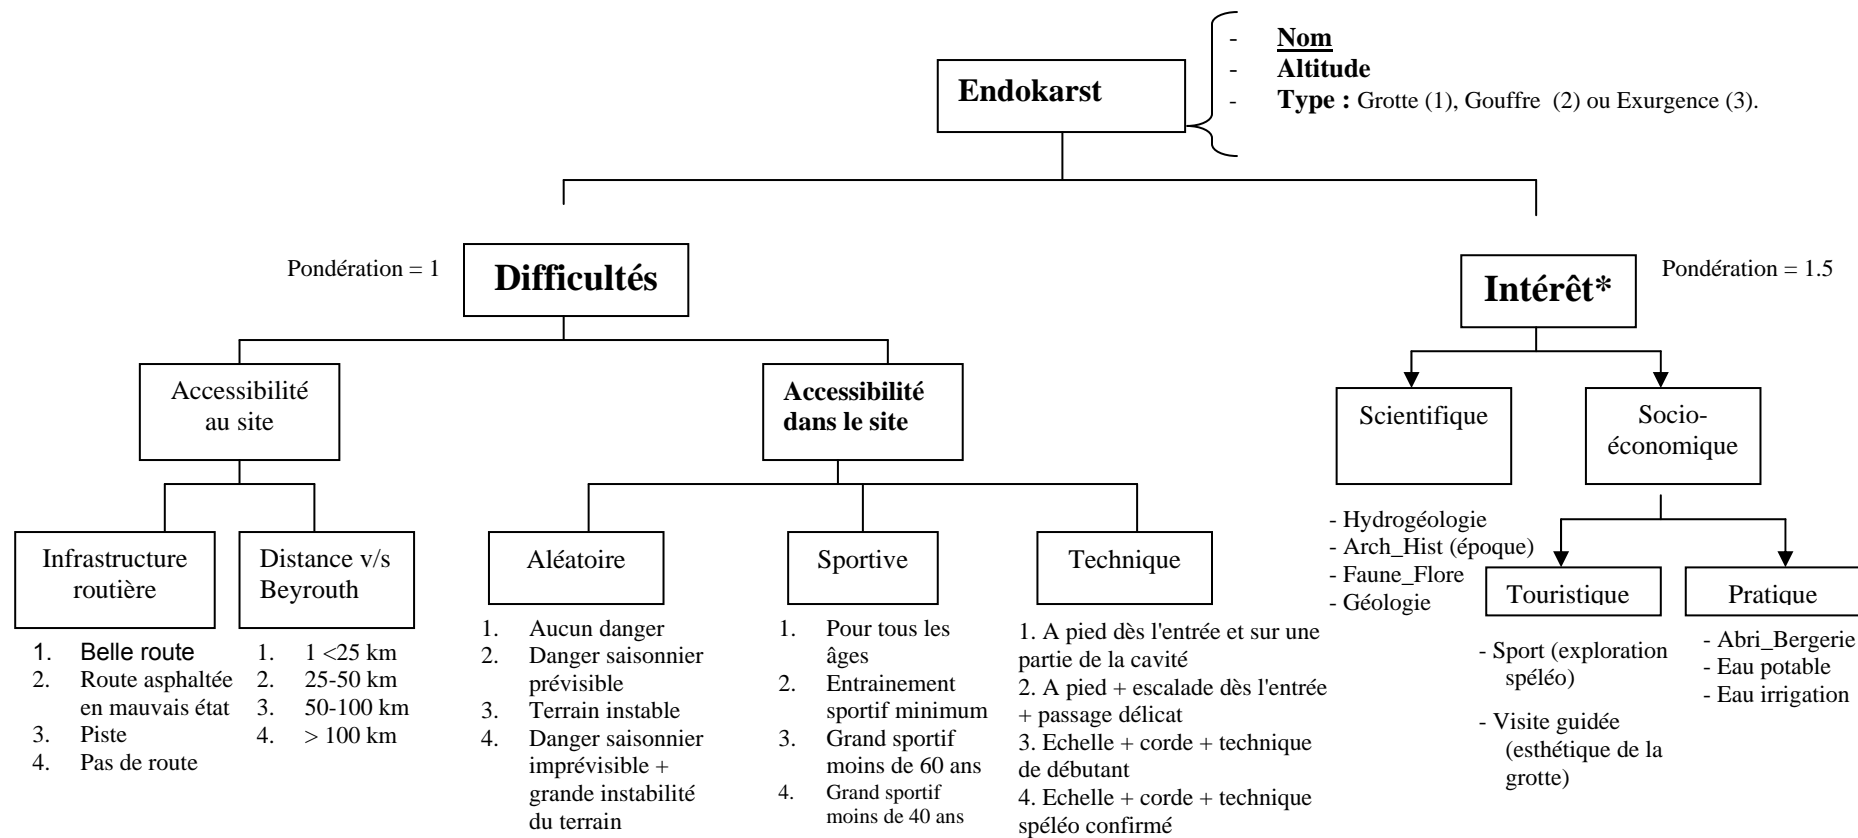 Endokarst
- Nom
- Altitude
- Type : Grotte (1), Gouffre (2) ou Exurgence (3).
Pondération = 1
Difficultés
Intérêt*
Pondération = 1.5
Accessibilité
au site
Accessibilité
dans le site
Scientifique
Socio-
économique
Infrastructure
routière
Distance v/s
Beyrouth
Aléatoire
Sportive
Technique
- Hydrogéologie
- Arch_Hist (époque)
- Faune_Flore
- Géologie
Touristique
Pratique
1. Belle route
2. Route asphaltée
en mauvais état
3. Piste
4. Pas de route
1. 1 <25 km
2. 25-50 km
3. 50-100 km
4. > 100 km
1. Aucun danger
2. Danger saisonnier
prévisible
3. Terrain instable
4. Danger saisonnier
imprévisible +
grande instabilité
du terrain
1. Pour tous les
âges
2. Entrainement
sportif minimum
3. Grand sportif
moins de 60 ans
4. Grand sportif
moins de 40 ans
1. A pied dès l'entrée et sur une
partie de la cavité
2. A pied + escalade dès l'entrée
+ passage délicat
3. Echelle + corde + technique
de débutant
4. Echelle + corde + technique
spéléo confirmé
- Sport (exploration
spéléo)
- Visite guidée
(esthétique de la
grotte)
- Abri_Bergerie
- Eau potable
- Eau irrigation